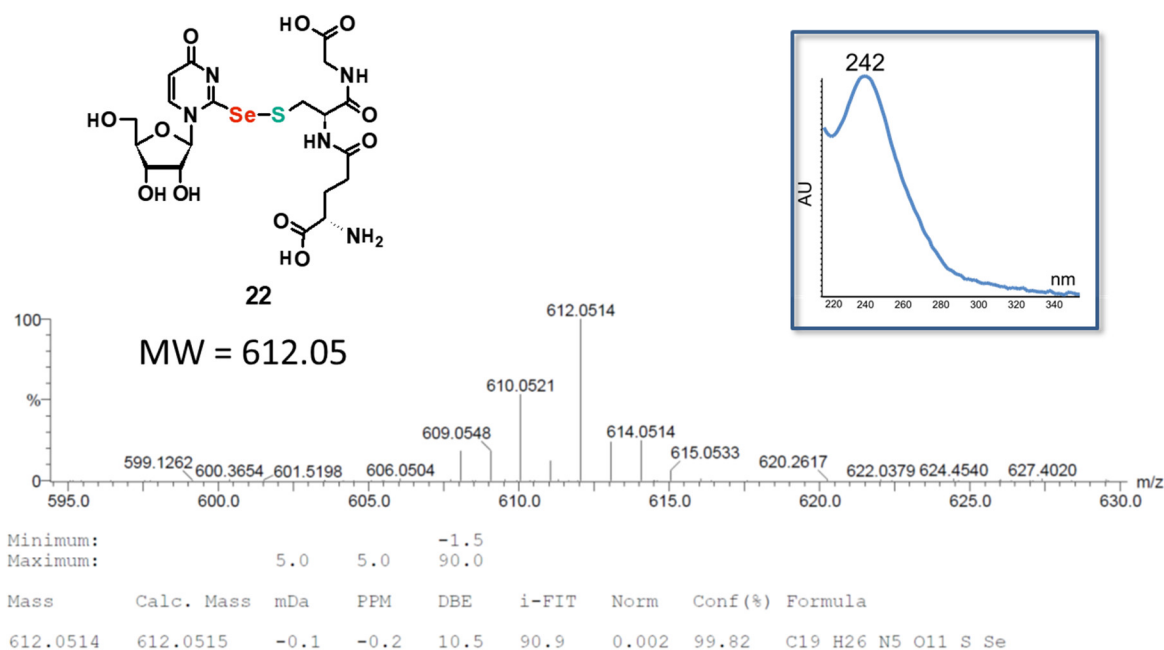 HO
O
O
N
NH
N
Se
S
O
HO
O
HN
O
OH
OH
O
NH₂
HO
22
MW = 612.05
242
AU
nm
220 240 260 280 300 320 340
100
%
0
612.0514
610.0521
609.0548
614.0514
615.0533
599.1262
600.3654
601.5198
606.0504
620.2617
622.0379
624.4540
627.4020
m/z
595.0 600.0 605.0 610.0 615.0 620.0 625.0 630.0
Minimum: -1.5
Maximum: 5.0 5.0 90.0
Mass Calc. Mass mDa PPM DBE i-FIT Norm Conf(%) Formula
612.0514 612.0515 -0.1 -0.2 10.5 90.9 0.002 99.82 C19 H26 N5 O11 S Se